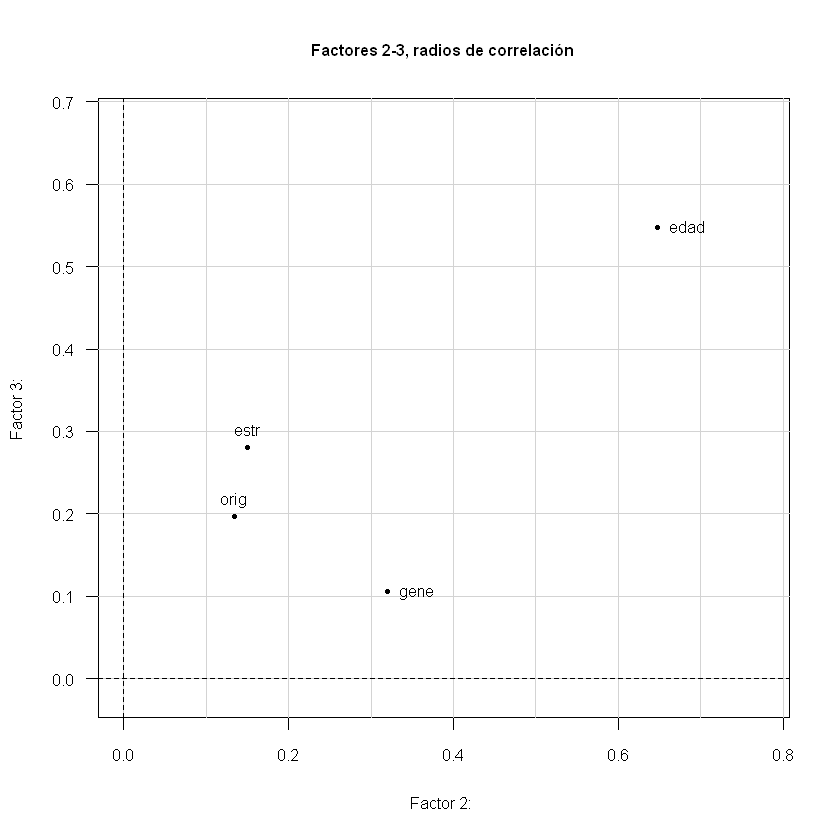 Factores 2-3, radios de correlación
0.7
0.6
0.5
0.4
0.3
0.2
0.1
0.0
Factor 3:
edad
estr
orig
gene
0.0 0.2 0.4 0.6 0.8
Factor 2: